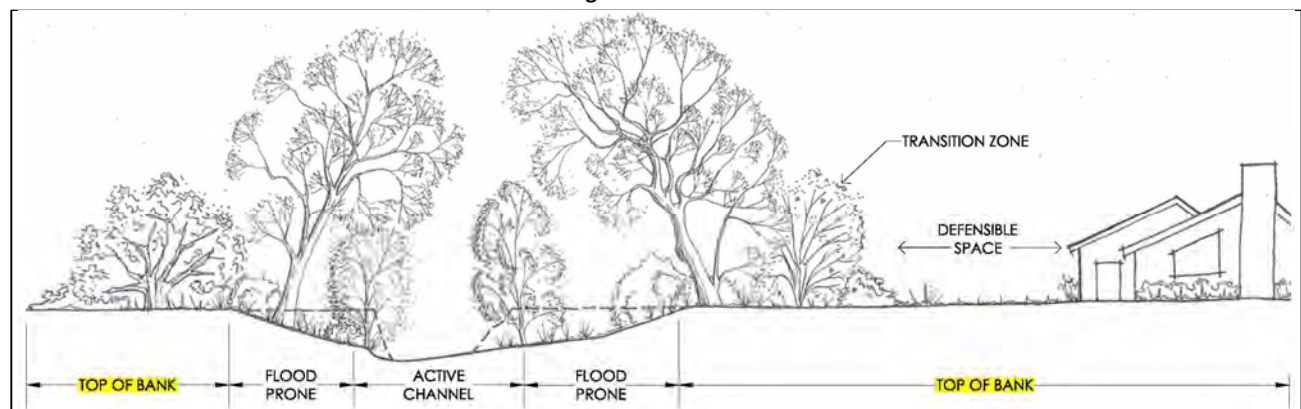 TRANSITION ZONE
DEFENSIBLE
SPACE
TOP OF BANK
FLOOD
PRONE
ACTIVE
CHANNEL
FLOOD
PRONE
TOP OF BANK